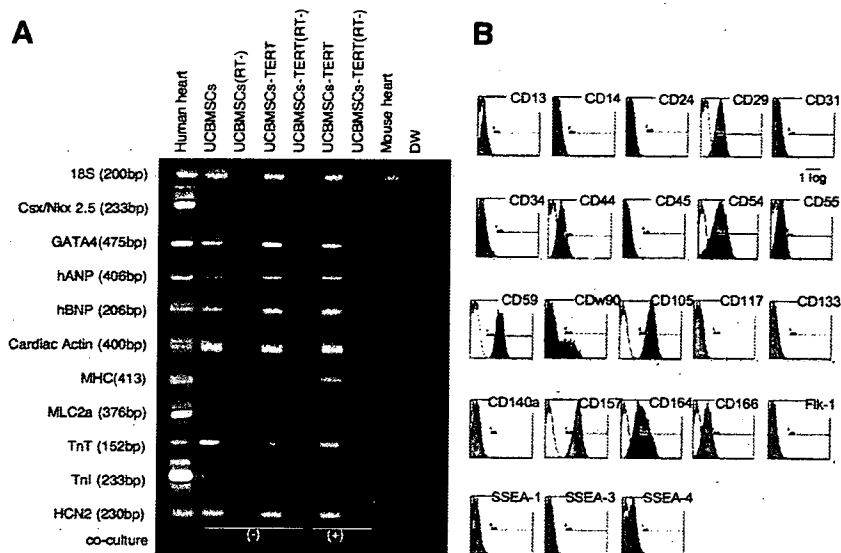 A
Human heart
UCBMSCs
UCBMSCs(RT-)
UCBMSCs-TERT
UCBMSCs-TERT(RT-)
UCBMSCs-TERT
UCBMSCs-TERT(RT-)
Mouse heart
DW
18S (200bp)
Csx/Nkx 2.5 (233bp)
GATA4(475bp)
hANP (406bp)
hBNP (206bp)
Cardiac Actin (400bp)
MHC(413)
MLC2a (376bp)
TnT (152bp)
TnI (233bp)
HCN2 (230bp)
co-culture (-) (+)
B
CD13 CD14 CD24 CD29 CD31
1 log
CD34 CD44 CD45 CD54 CD55
CD59 CDw90 CD105 CD117 CD133
CD140a CD157 CD164 CD166 Flk-1
SSEA-1 SSEA-3 SSEA-4